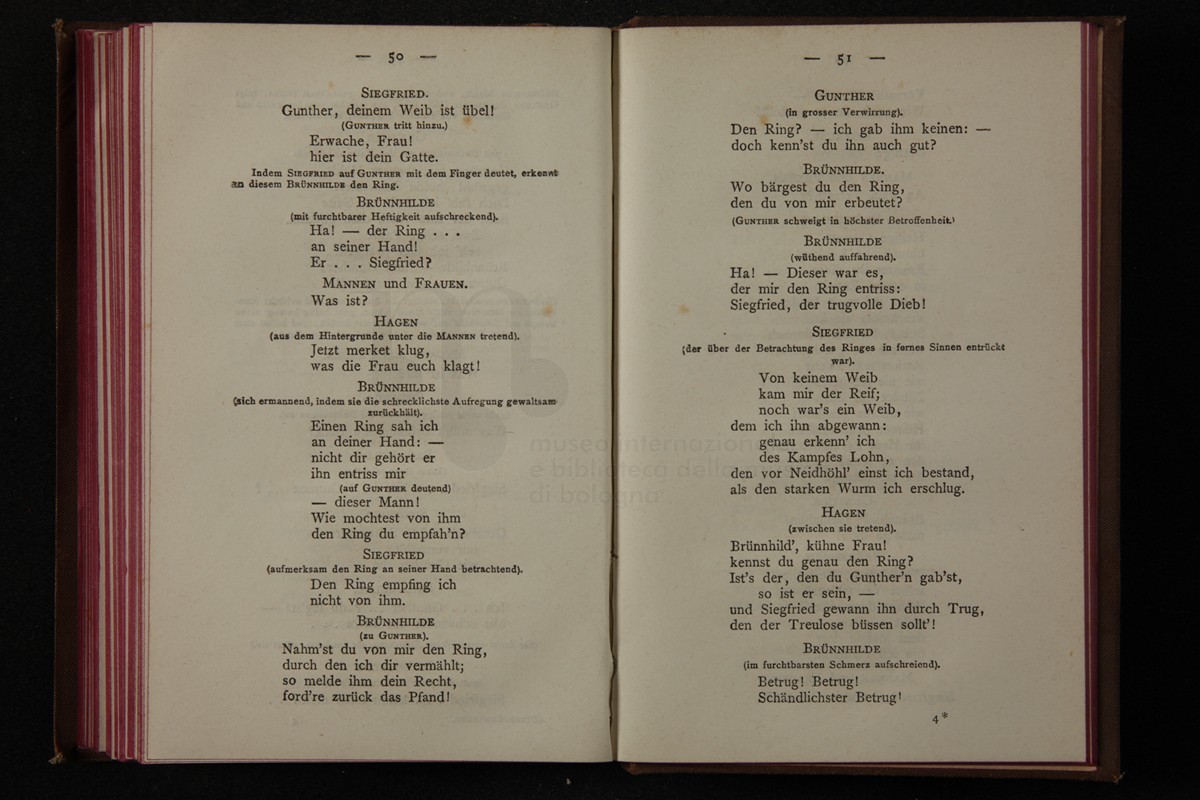 — 50 —
SIEGFRIED.
Gunther, deinem Weib ist übel!
(GUNTHER tritt hinzu.)
Erwache, Frau!
hier ist dein Gatte.
Indem SIEGFRIED auf GUNTHER mit dem Finger deutet, erkennt
an diesem BRÜNNHILDE den Ring.
BRÜNNHILDE
(mit furchtbarer Heftigkeit aufschreckend).
Ha! — der Ring . . .
an seiner Hand!
Er . . . Siegfried?
MANNEN und FRAUEN.
Was ist?
HAGEN
(aus dem Hintergrunde unter die MANNEN tretend).
Jetzt merket klug,
was die Frau euch klagt!
BRÜNNHILDE
(sich ermannend, indem sie die schrecklichste Aufregung gewaltsam
zurückhält).
Einen Ring sah ich
an deiner Hand: —
nicht dir gehört er
ihn entriss mir
(auf GUNTHER deutend)
— dieser Mann!
Wie mochtest von ihm
den Ring du empfah'n?
SIEGFRIED
(aufmerksam den Ring an seiner Hand betrachtend).
Den Ring empfing ich
nicht von ihm.
BRÜNNHILDE
(zu GUNTHER).
Nahm'st du von mir den Ring,
durch den ich dir vermählt;
so melde ihm dein Recht,
ford're zurück das Pfand!
— 51 —
GUNTHER
(in grosser Verwirrung).
Den Ring? — ich gab ihm keinen: —
doch kenn'st du ihn auch gut?
BRÜNNHILDE.
Wo bärgest du den Ring,
den du von mir erbeutet?
(GUNTHER schweigt in höchster Betroffenheit.)
BRÜNNHILDE
(wüthend auffahrend).
Ha! — Dieser war es,
der mir den Ring entriss:
Siegfried, der trugvolle Dieb!
SIEGFRIED
(der über der Betrachtung des Ringes in fernes Sinnen entrückt
war).
Von keinem Weib
kam mir der Reif;
noch war's ein Weib,
dem ich ihn abgewann:
genau erkenn' ich
des Kampfes Lohn,
den vor Neidhöhl' einst ich bestand,
als den starken Wurm ich erschlug.
HAGEN
(zwischen sie tretend).
Brünnhild', kühne Frau!
kennst du genau den Ring?
Ist's der, den du Gunther'n gab'st,
so ist er sein, —
und Siegfried gewann ihn durch Trug,
den der Treulose büssen sollt'!
BRÜNNHILDE
(im furchtbarsten Schmerz aufschreiend).
Betrug! Betrug!
Schändlichster Betrug!
4*
museo internazion
e biblioteca della
di bologna